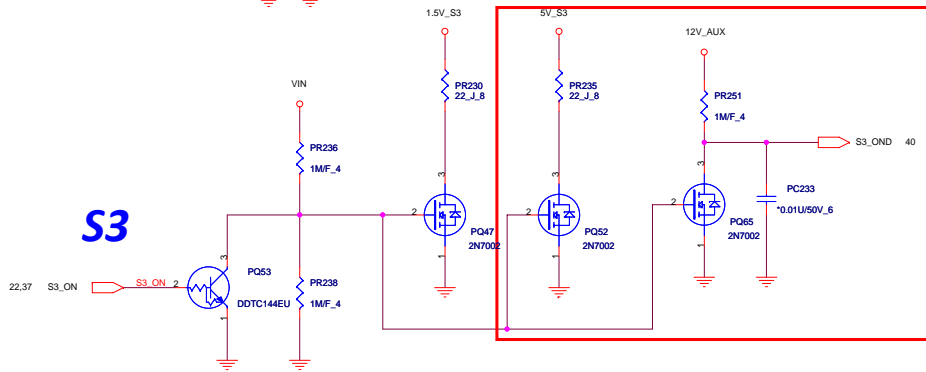 1.5V_S3
5V_S3
12V_AUX
VIN
PR230
22_J_8
PR235
22_J_8
PR251
1M/F_4
PR236
1M/F_4
S3_OND 40
3
3
3
2
2
2
PC233
*0.01U/50V_6
PQ47
2N7002
PQ52
2N7002
PQ65
2N7002
1
1
1
S3
3
PQ53
PR238
1M/F_4
22,37 S3_ON
S3_ON 2
DDTC144EU
1